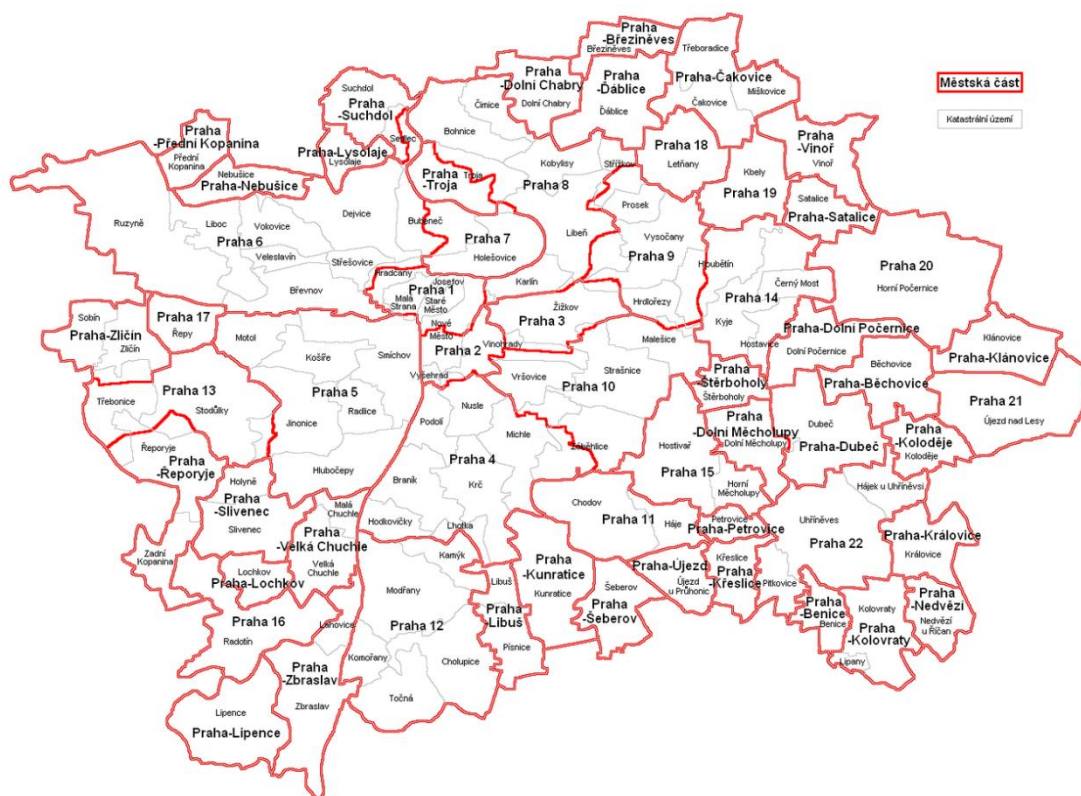 Praha
-Březiněves
Březiněves
Třeboradice
Praha
-Dolní Chabry
Dolní Chabry
Praha
-Ďáblice
Ďáblice
Praha-Čakovice
Čakovice
Miškovice
Městská část
Katastrální území
Suchdol
Praha
-Suchdol
Sedlec
Čimice
Bohnice
Praha
-Přední Kopanina
Přední
Kopanina
Praha-Lysolaje
Lysolaje
Nebušice
Praha-Nebušice
Praha
-Troja
Troja
Kobylisy
Praha 8
Střížkov
Praha 18
Letňany
Kbely
Praha 19
Praha
-Vinoř
Vinoř
Satalice
Praha-Satalice
Ruzyně
Liboc
Vokovice
Dejvice
Praha 6
Veleslavín
Střešovice
Břevnov
Bubeneč
Praha 7
Holešovice
Libeň
Karlín
Prosek
Vysočany
Praha 9
Hrdlořezy
Hloubětín
Praha 14
Černý Most
Kyje
Hostavice
Praha 20
Horní Počernice
Hradčany
Praha 1
Josefov
Malá
Strana
Staré
Město
Nové
Město
Žižkov
Praha 3
Vinohrady
Praha 2
Vyšehrad
Malešice
Sobín
Praha-Zličín
Zličín
Praha 17
Řepy
Motol
Košíře
Smíchov
Praha 5
Radlice
Jinonice
Hlubočepy
Praha 13
Třebonice
Stodůlky
Vršovice
Strašnice
Praha 10
Záběhlice
Praha-Dolní Počernice
Dolní Počernice
Praha
-Štěrboholy
Štěrboholy
Běchovice
Praha-Běchovice
Klánovice
Praha-Klánovice
Praha 21
Újezd nad Lesy
Řeporyje
Praha
-Řeporyje
Nusle
Podolí
Michle
Praha 4
Braník
Krč
Hodkovičky
Lhotka
Hostivař
Praha
-Dolní Měcholupy
Dolní Měcholupy
Dubeč
Praha-Dubeč
Praha
-Koloděje
Koloděje
Praha 15
Horní
Měcholupy
Holyně
Praha
-Slivenec
Slivenec
Malá
Chuchle
Praha
-Velká Chuchle
Velká
Chuchle
Zadní
Kopanina
Lochkov
Praha-Lochkov
Chodov
Praha 11
Háje
Petrovice
Praha-Petrovice
Hájek u Uhříněvsi
Uhříněves
Praha 22
Praha-Královice
Královice
Kamýk
Modřany
Praha 12
Komořany
Cholupice
Točná
Libuš
Praha
-Libuš
Písnice
Praha
-Kunratice
Kunratice
Šeberov
Praha
-Šeberov
Praha-Újezd
Újezd
u Průhonic
Křeslice
Praha
-Křeslice
Pitkovice
Praha
-Benice
Benice
Kolovraty
Praha
-Kolovraty
Lipany
Praha
-Nedvězí
Nedvězí
u Říčan
Praha 16
Radotín
Lahovice
Praha
-Zbraslav
Zbraslav
Lipence
Praha-Lipence